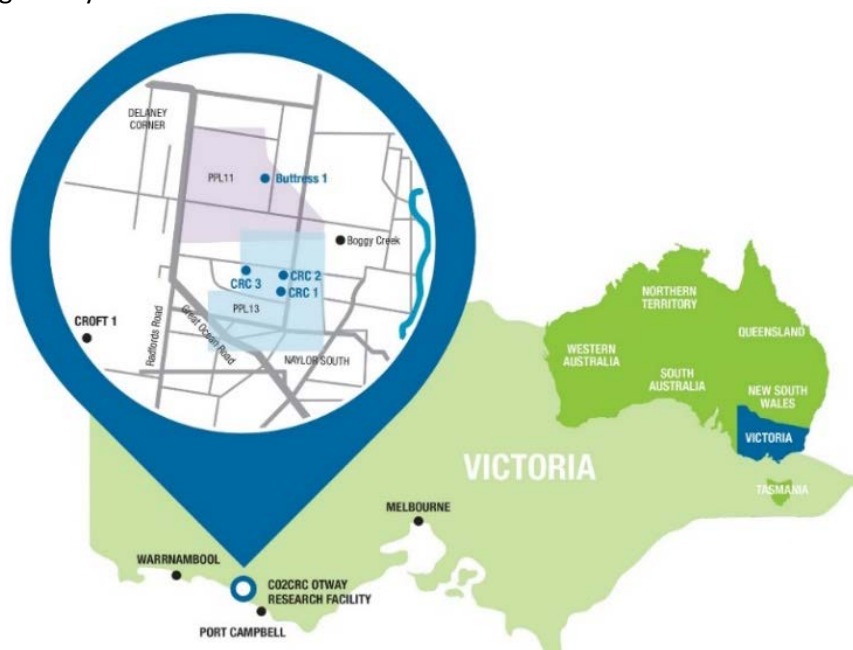 DELANEY
CORNER
PPL11
Buttress 1
Boggy Creek
CRC 3
CRC 2
CRC 1
PPL13
CROFT 1
Radfords Road
Great Ocean Road
NAYLOR SOUTH
NORTHERN
TERRITORY
QUEENSLAND
WESTERN
AUSTRALIA
SOUTH
AUSTRALIA
NEW SOUTH
WALES
VICTORIA
TASMANIA
VICTORIA
MELBOURNE
WARRNAMBOOL
CO2CRC OTWAY
RESEARCH FACILITY
PORT CAMPBELL